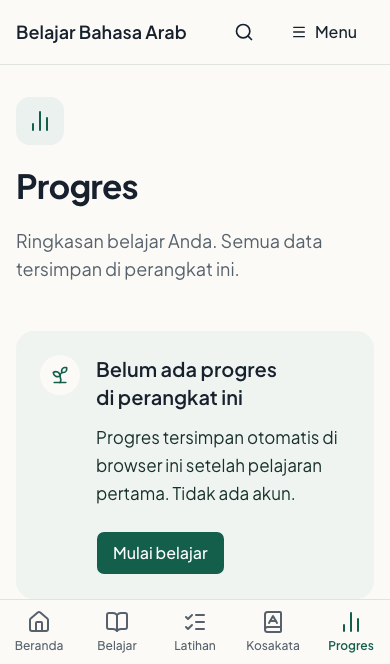 Belajar Bahasa Arab
Menu
Progres
Ringkasan belajar Anda. Semua data
tersimpan di perangkat ini.
Belum ada progres
di perangkat ini
Progres tersimpan otomatis di
browser ini setelah pelajaran
pertama. Tidak ada akun.
Mulai belajar
Beranda
Belajar
Latihan
Kosakata
Progres